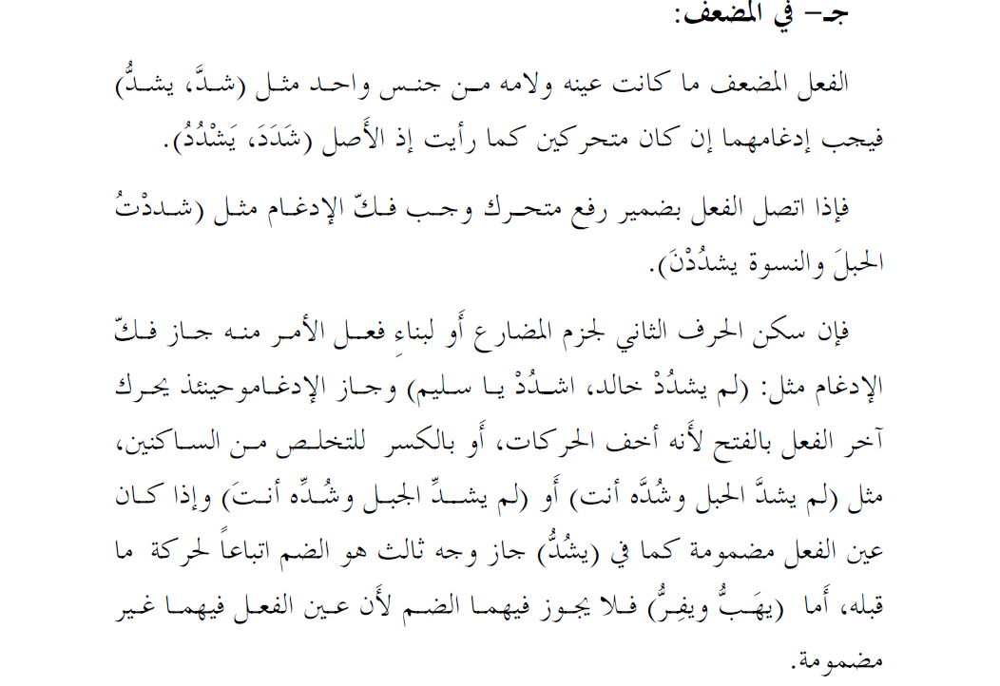 جـ- في المضعف:
الفعل المضعف ما كانت عينه ولامه من جنس واحد مثل (شدَّ، يشدُّ)
فيجب إدغامهما إن كان متحركين كما رأيت إذ الأَصل (شَدَدَ، يَشْدُدُ).
فإذا اتصل الفعل بضمير رفع متحرك وجب فكّ الإدغام مثل (شددْتُ
الحبلَ والنسوة يشدُدْنَ).
فإن سكن الحرف الثاني لجزم المضارع أَو لبناءِ فعل الأمر منه جاز فكّ
الإدغام مثل: (لم يشدُدْ خالد، اشدُدْ يا سليم) وجاز الإدغاموحينئذ يحرك
آخر الفعل بالفتح لأَنه أخف الحركات، أَو بالكسر للتخلص من الساكنين،
مثل (لم يشدَّ الحبل وشُدَّه أنت) أَو (لم يشدِّ الجبل وشُدِّه أنتَ) وإذا كان
عين الفعل مضمومة كما في (يشُدُّ) جاز وجه ثالث هو الضم اتباعاً لحركة ما
قبله، أَما (يهَبُّ ويفِرُّ) فلا يجوز فيهما الضم لأَن عين الفعل فيهما غير
مضمومة.